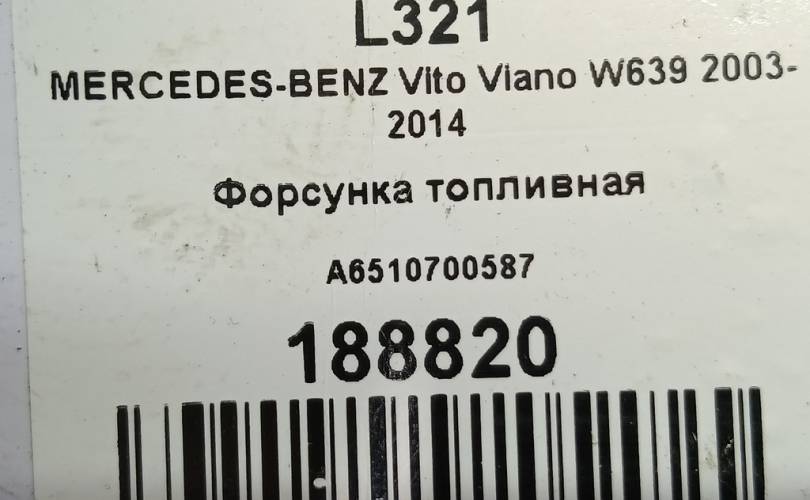 L321
MERCEDES-BENZ Vito Viano W639 2003-
2014
Форсунка топливная
A6510700587
188820